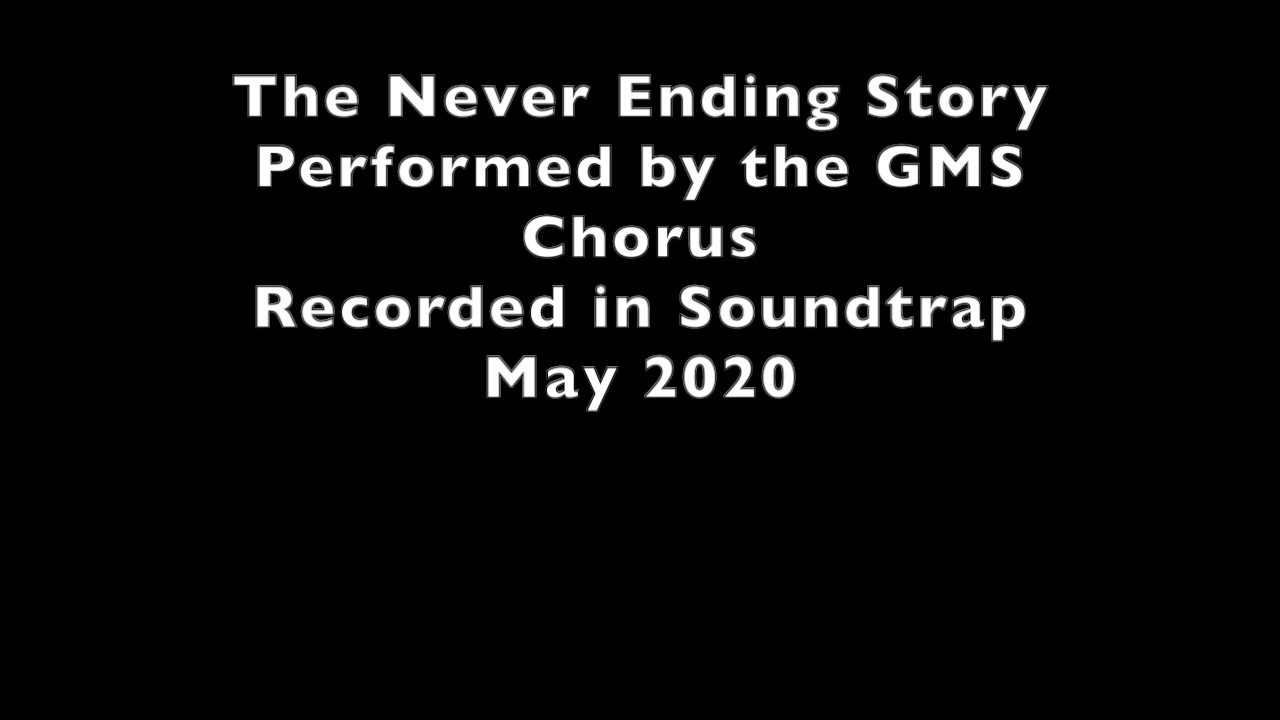 The Never Ending Story
Performed by the GMS
Chorus
Recorded in Soundtrap
May 2020